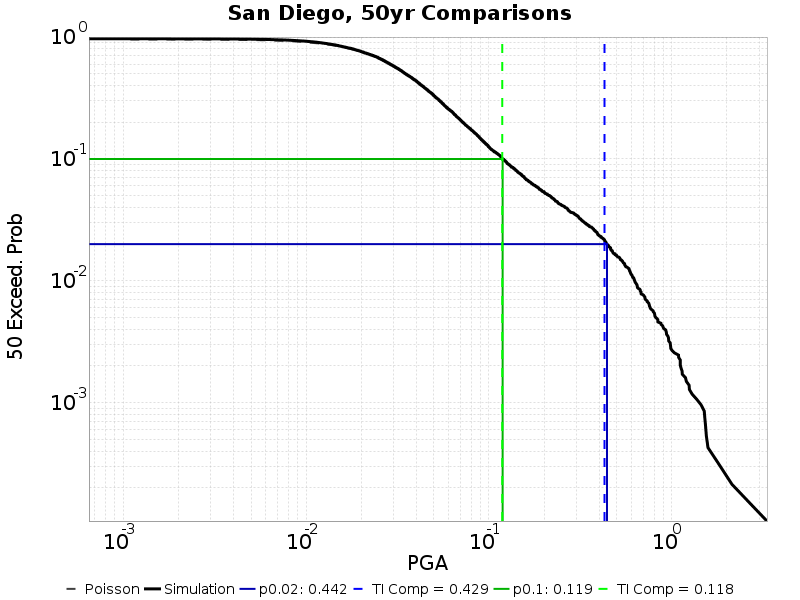 San Diego, 50yr Comparisons
10^0
10^-1
10^-2
10^-3
50 Exceed. Prob
10^-3 10^-2 10^-1 10^0
PGA
Poisson Simulation p0.02: 0.442 TI Comp = 0.429 p0.1: 0.119 TI Comp = 0.118